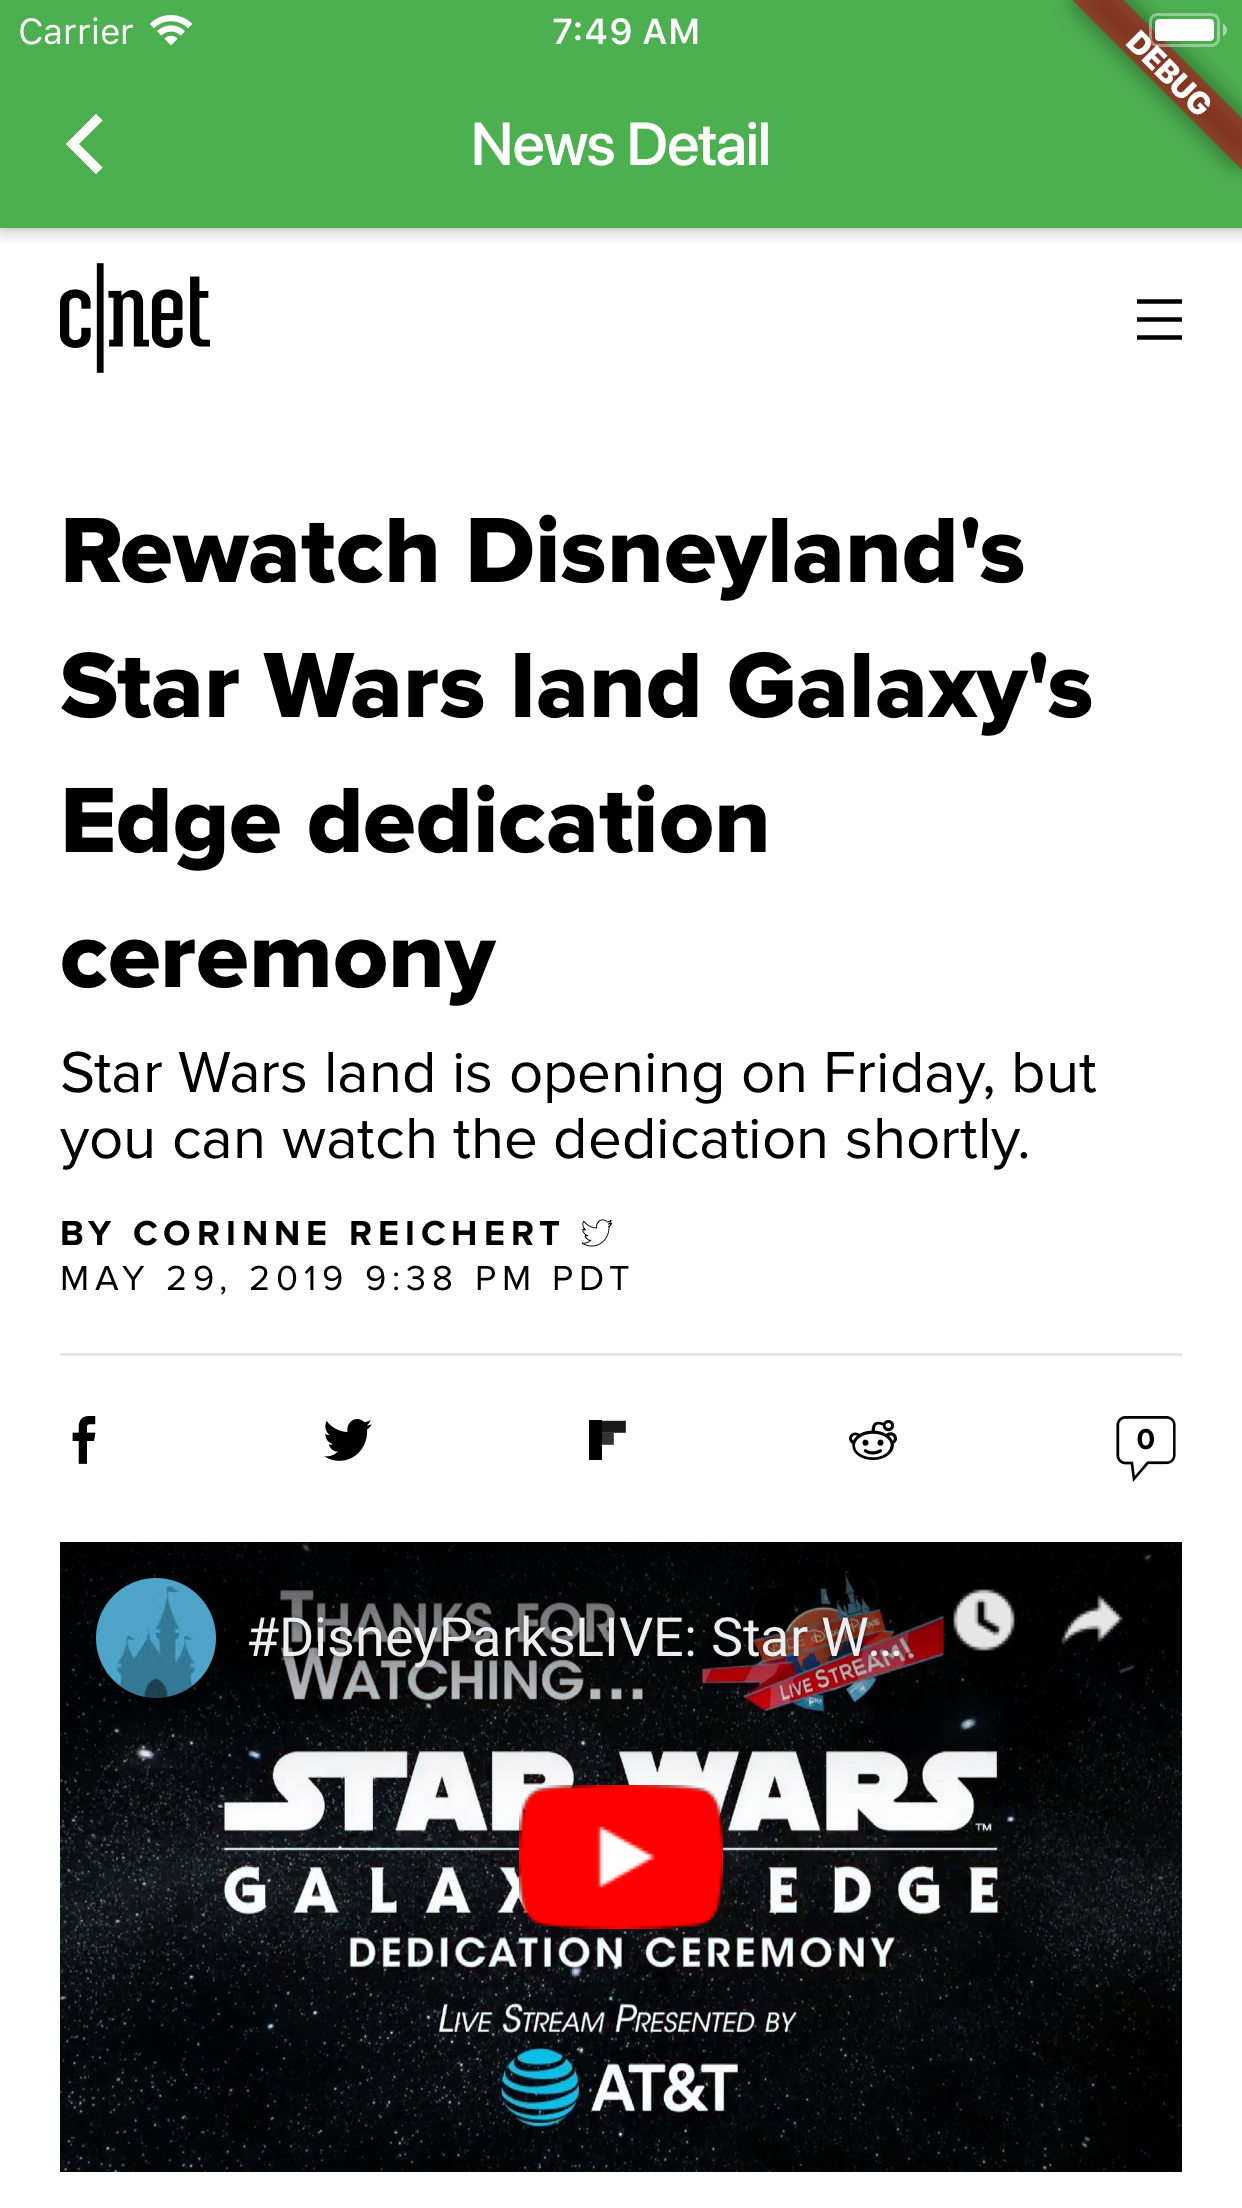 Carrier
7:49 AM
DEBUG
News Detail
c|net
Rewatch Disneyland's
Star Wars land Galaxy's
Edge dedication
ceremony
Star Wars land is opening on Friday, but
you can watch the dedication shortly.
BY CORINNE REICHERT
MAY 29, 2019 9:38 PM PDT
0
#DisneyParksLIVE: Star W...
THANKS FOR
WATCHING...
LIVE STREAM!
STAR WARS™
GALAX EDGE
DEDICATION CEREMONY
LIVE STREAM PRESENTED BY
AT&T